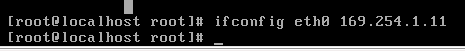 [root@localhost root]# ifconfig eth0 169.254.1.11
[root@localhost root]# _